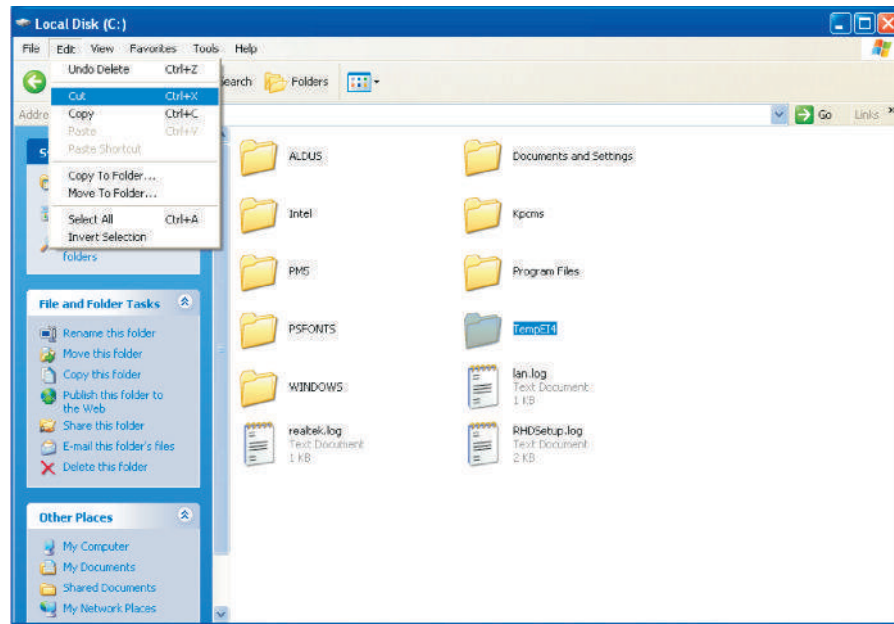 Local Disk (C:)
File Edit View Favorites Tools Help
Undo Delete Ctrl+Z
Cut Ctrl+X
Copy Ctrl+C
Paste Ctrl+V
Paste Shortcut
Copy To Folder...
Move To Folder...
Select All Ctrl+A
Invert Selection
earch Folders
Addre
Go Links »
S
folders
File and Folder Tasks
Rename this folder
Move this folder
Copy this folder
Publish this folder to
the Web
Share this folder
E-mail this folder's files
Delete this folder
Other Places
My Computer
My Documents
Shared Documents
My Network Places
ALDUS
Documents and Settings
Intel
Kpcms
PM5
Program Files
PSFONTS
TempEI4
WINDOWS
lan.log
Text Document
1 KB
realtek.log
Text Document
1 KB
RHDSetup.log
Text Document
2 KB